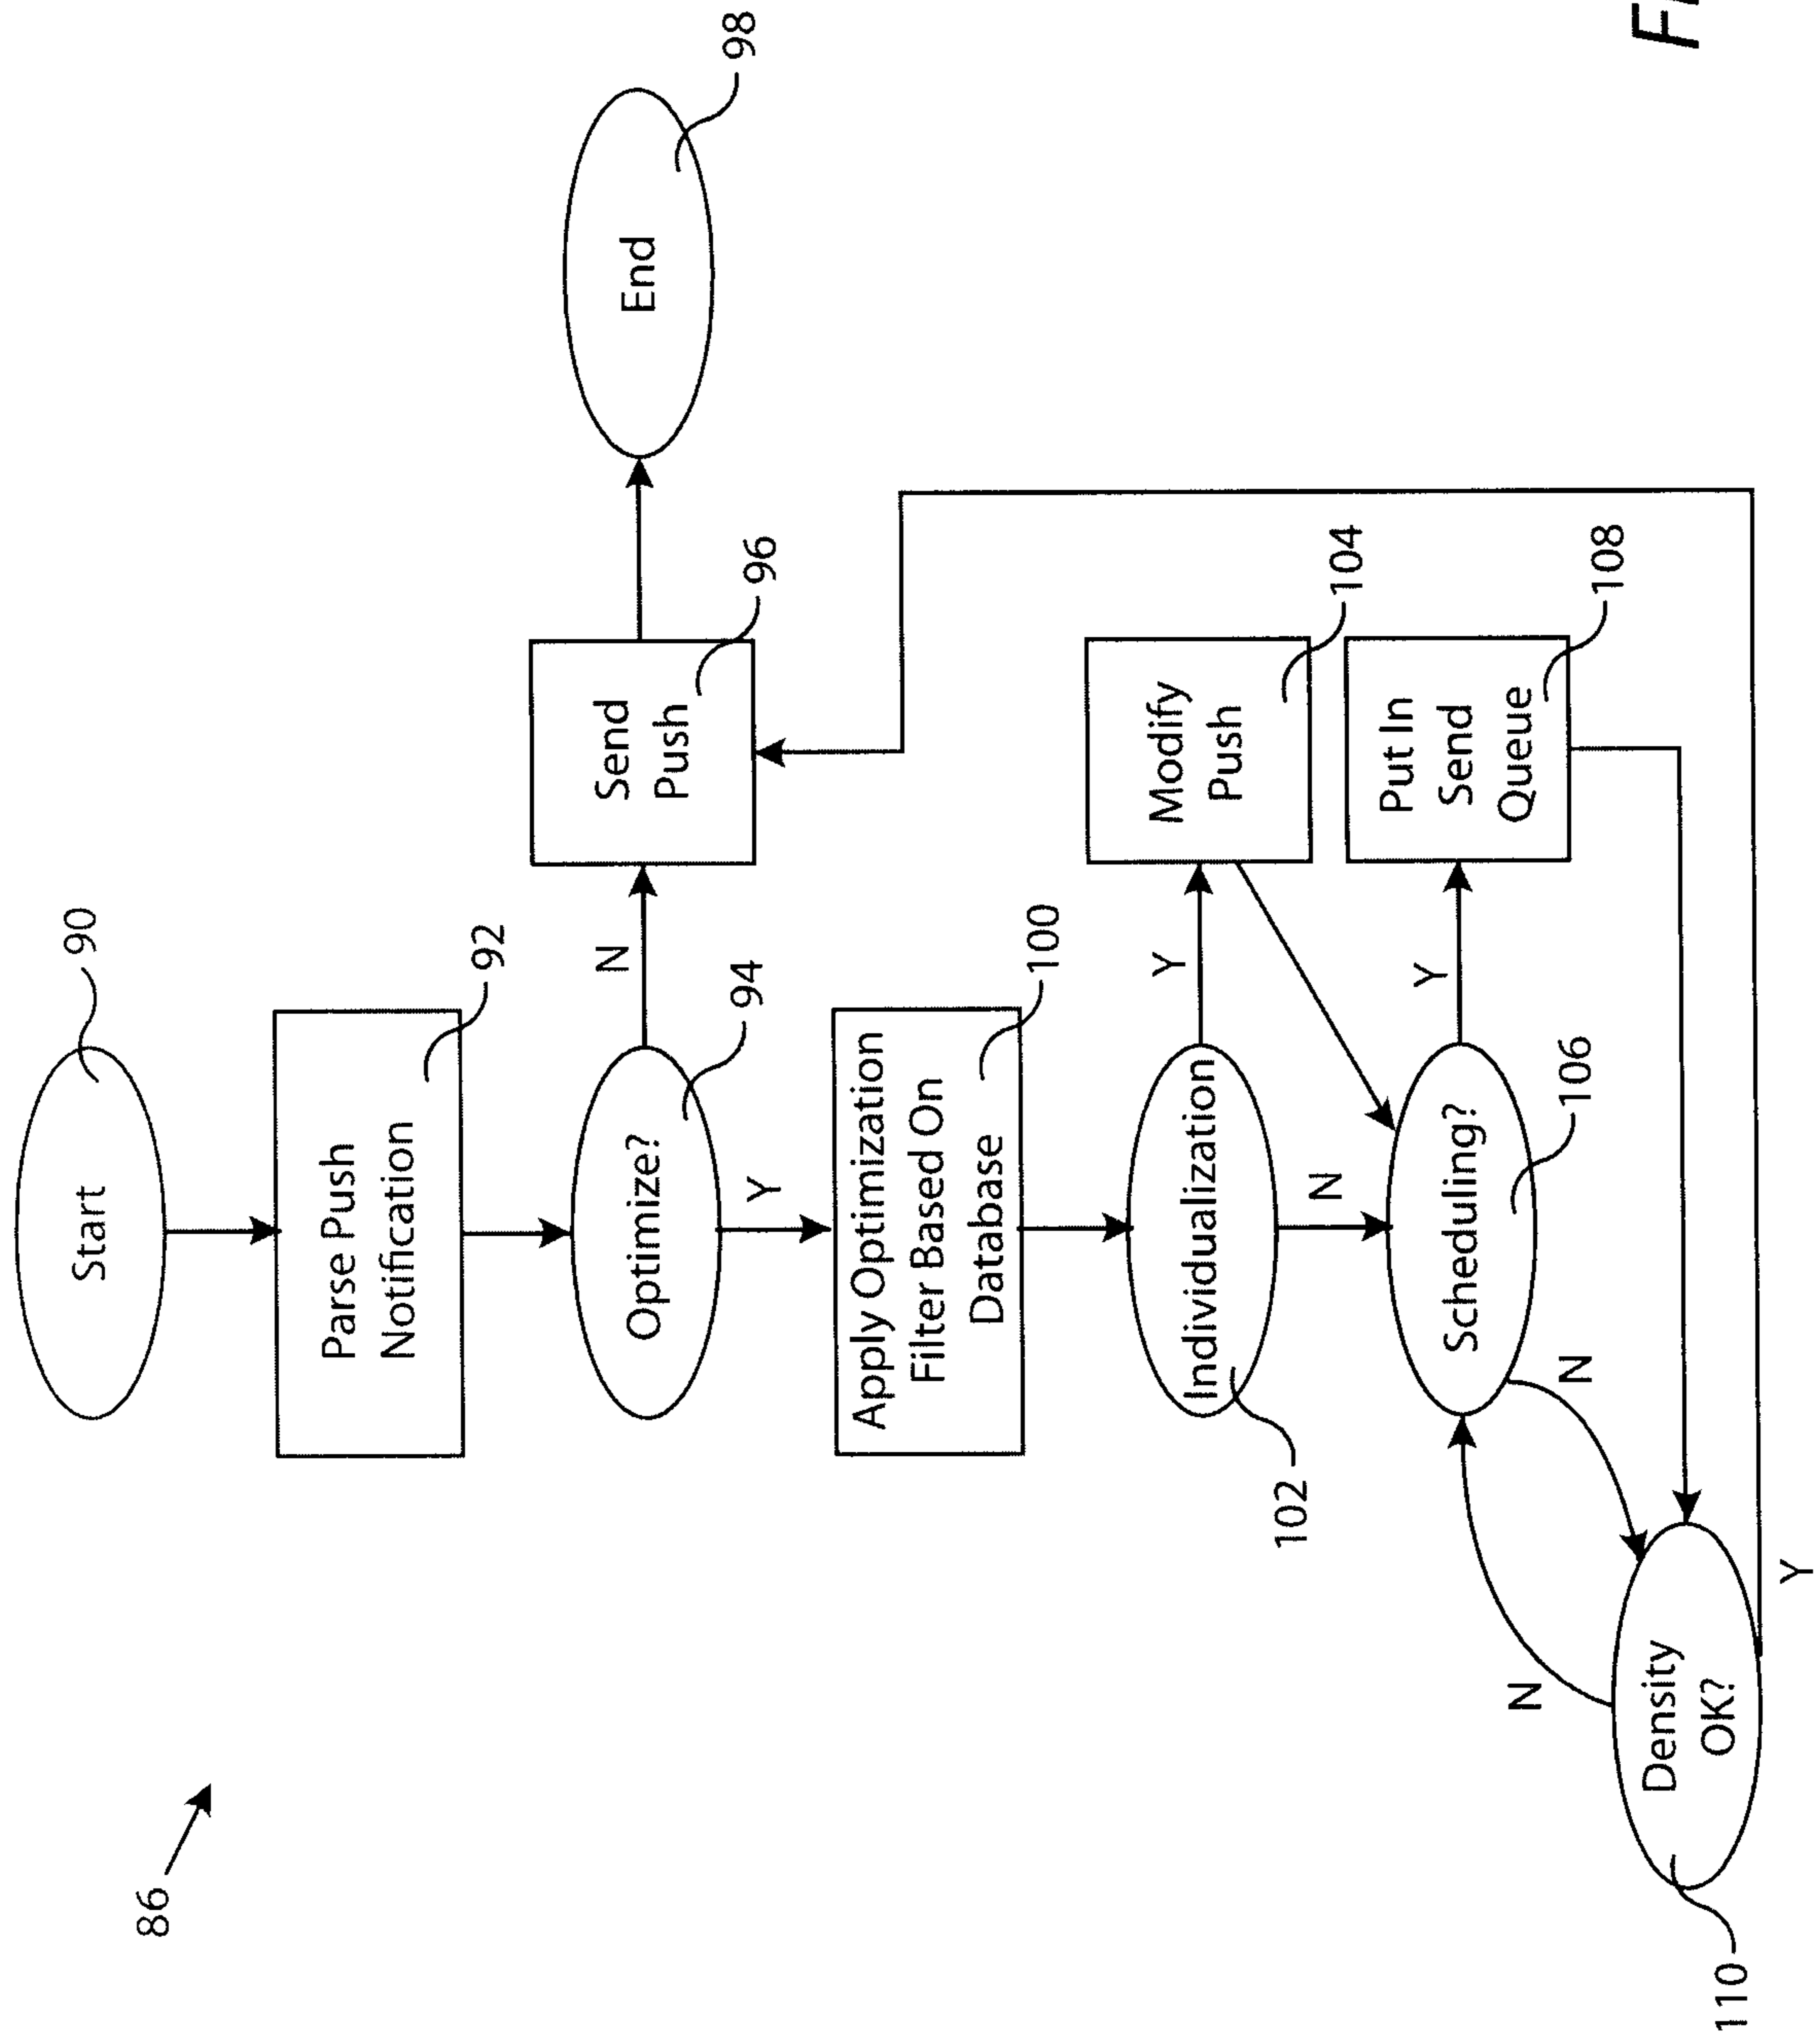 86
Start
90
Parse Push
Notification
92
Optimize?
94
N
Send
Push
96
End
98
Y
Apply Optimization
Filter Based On
Database
100
Individualization
102
Y
Modify
Push
104
N
Scheduling?
106
Y
Put In
Send
Queue
108
N
N
Density
OK?
110
Y